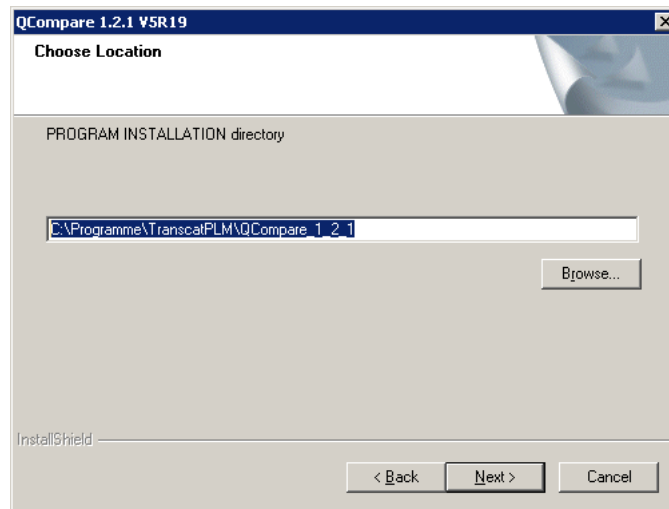 QCompare 1.2.1 V5R19
Choose Location
PROGRAM INSTALLATION directory
C:\Programme\TranscatPLM\QCompare_1_2_1
Browse...
InstallShield
< Back Next > Cancel